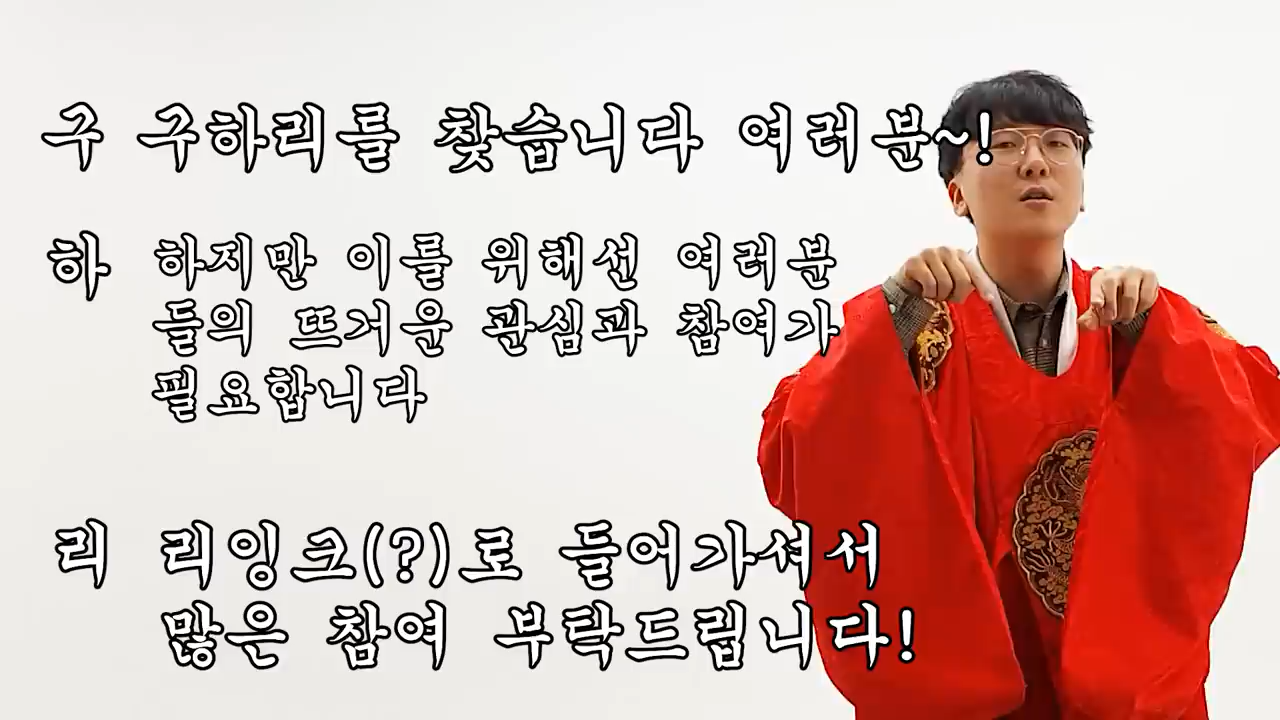 구 구하리를 찾습니다 여러분~!
하 하지만 이를 위해선 여러분
들의 뜨거운 관심과 참여가
필요합니다
리 리잉크(?)로 들어가셔서
많은 참여 부탁드립니다!